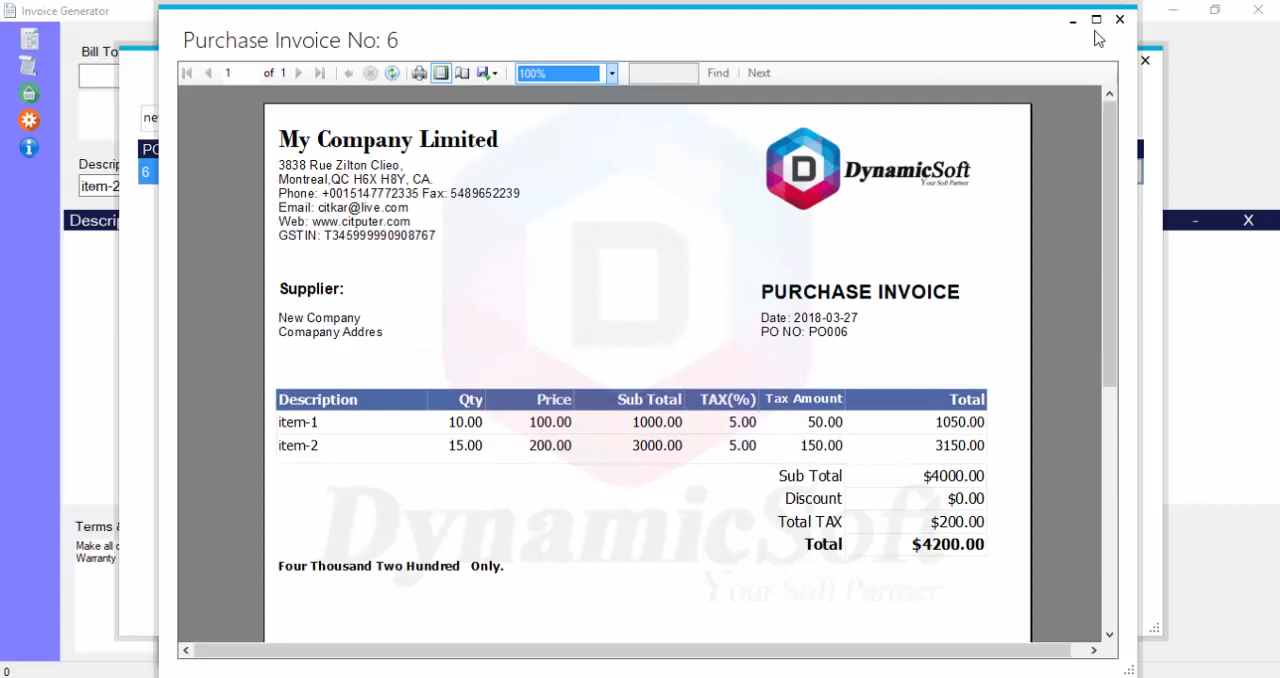 Invoice Generator
Bill To
Descrip
item-2
Descri
Terms &
Make all c
Warranty
0
ne
PO
6
- X
Purchase Invoice No: 6
1 of 1 100% Find Next
My Company Limited
3838 Rue Zilton Clieo,
Montreal,QC H6X H8Y, CA.
Phone: +0015147772335 Fax: 5489652239
Email: citkar@live.com
Web: www.citputer.com
GSTIN: T345999990908767
D DynamicSoft
Your Soft Partner
Supplier:
New Company
Comapany Addres
PURCHASE INVOICE
Date: 2018-03-27
PO NO: PO006
Description Qty Price Sub Total TAX(%) Tax Amount Total
item-1 10.00 100.00 1000.00 5.00 50.00 1050.00
item-2 15.00 200.00 3000.00 5.00 150.00 3150.00
Sub Total $4000.00
Discount $0.00
Total TAX $200.00
Total $4200.00
Four Thousand Two Hundred Only.
D
DynamicSoft
Your Soft Partner